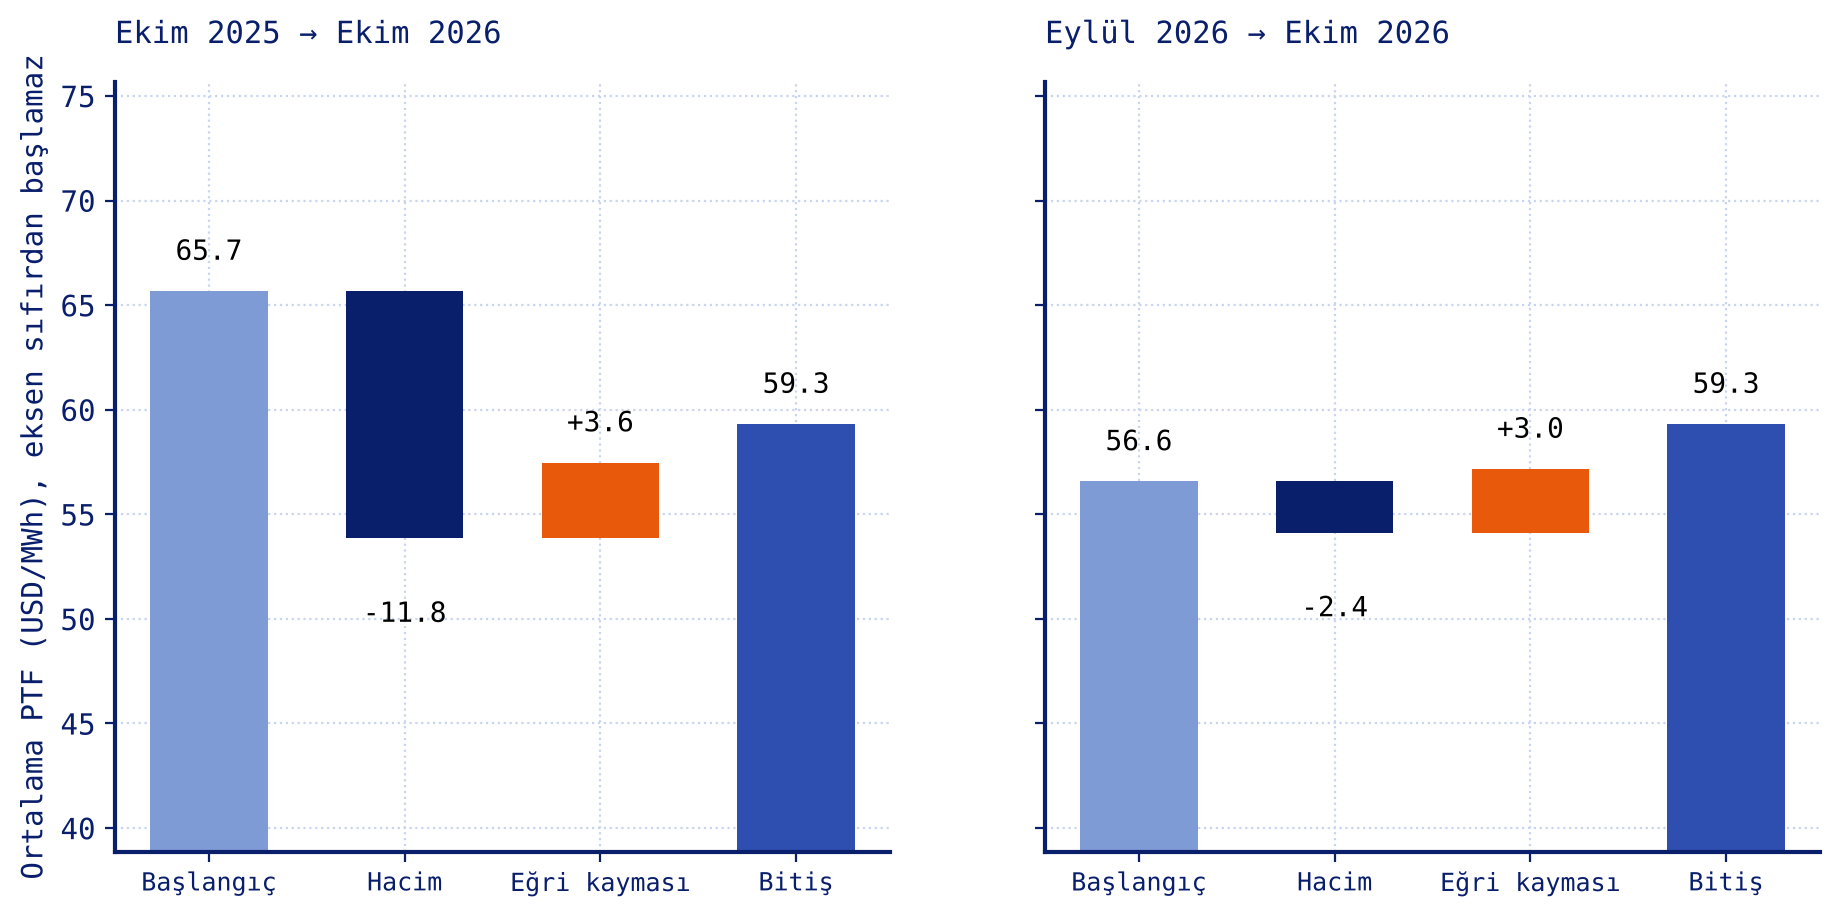 Ekim 2025 → Ekim 2026
Eylül 2026 → Ekim 2026
Ortalama PTF (USD/MWh), eksen sıfırdan başlamaz
75
70
65
60
55
50
45
40
65.7
-11.8
+3.6
59.3
Başlangıç
Hacim
Eğri kayması
Bitiş
56.6
-2.4
+3.0
59.3
Başlangıç
Hacim
Eğri kayması
Bitiş